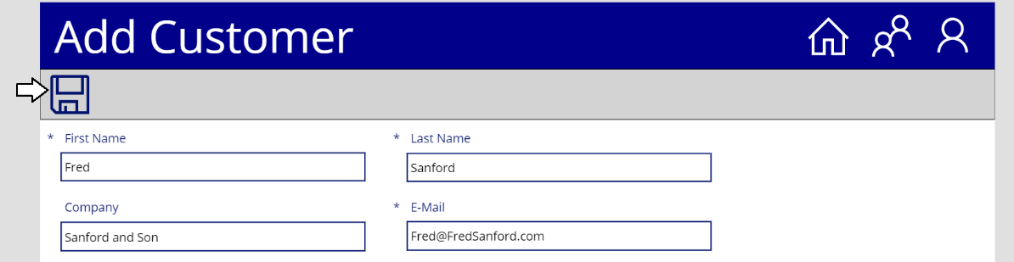 Add Customer
* First Name * Last Name
Fred Sanford
Company * E-Mail
Sanford and Son Fred@FredSanford.com